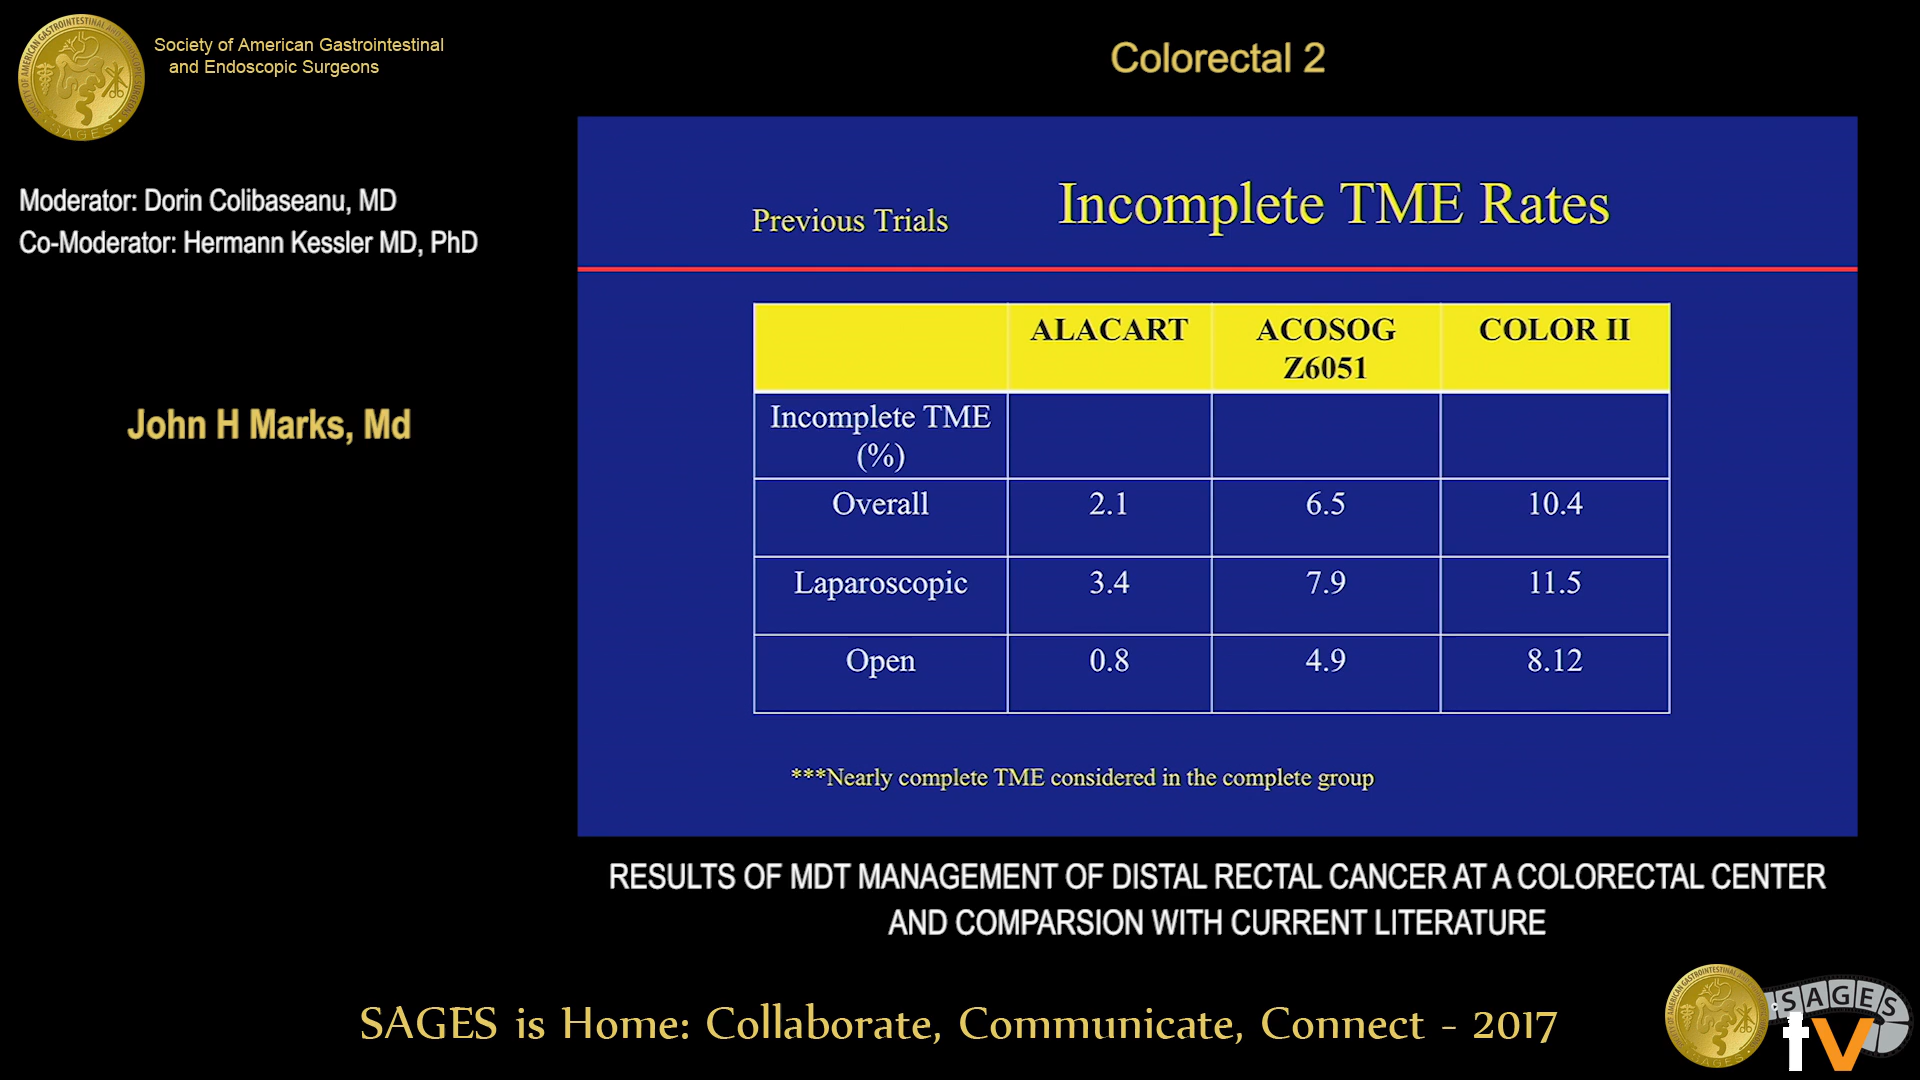 Society of American Gastrointestinal
and Endoscopic Surgeons
Colorectal 2
Moderator: Dorin Colibaseanu, MD
Co-Moderator: Hermann Kessler MD, PhD
John H Marks, Md
Previous Trials
Incomplete TME Rates
ALACART ACOSOG COLOR II
Z6051
Incomplete TME
(%)
Overall 2.1 6.5 10.4
Laparoscopic 3.4 7.9 11.5
Open 0.8 4.9 8.12
***Nearly complete TME considered in the complete group
RESULTS OF MDT MANAGEMENT OF DISTAL RECTAL CANCER AT A COLORECTAL CENTER
AND COMPARSION WITH CURRENT LITERATURE
SAGES is Home: Collaborate, Communicate, Connect - 2017
SAGES
tv